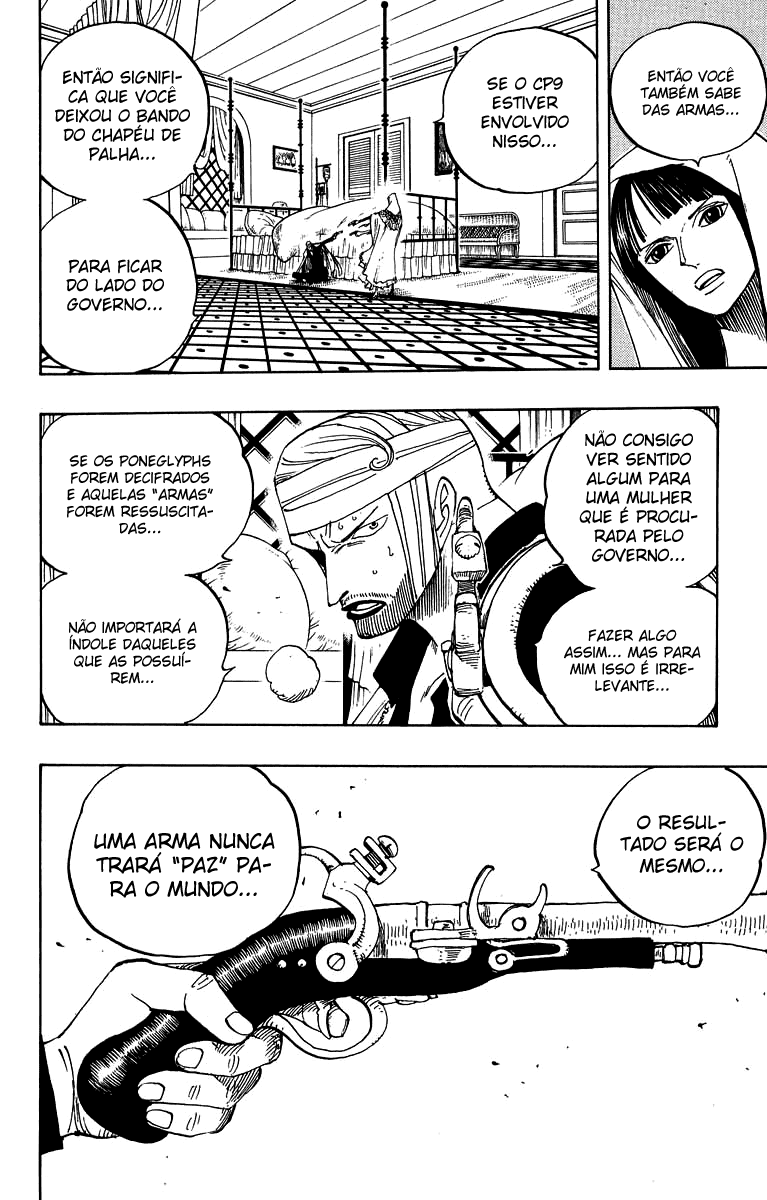 ENTÃO VOCÊ
TAMBÉM SABE
DAS ARMAS...
SE O CP9
ESTIVER
ENVOLVIDO
NISSO...
ENTÃO SIGNIFI-
CA QUE VOCÊ
DEIXOU O BANDO
DO CHAPÉU DE
PALHA...
PARA FICAR
DO LADO DO
GOVERNO...
NÃO CONSIGO
VER SENTIDO
ALGUM PARA
UMA MULHER
QUE É PROCU-
RADA PELO
GOVERNO...
FAZER ALGO
ASSIM... MAS PARA
MIM ISSO É IRRE-
LEVANTE...
SE OS PONEGLYPHS
FOREM DECIFRADOS
E AQUELAS "ARMAS"
FOREM RESSUSCITA-
DAS...
NÃO IMPORTARÁ A
ÍNDOLE DAQUELES
QUE AS POSSUÍ-
REM...
O RESUL-
TADO SERÁ O
MESMO...
UMA ARMA NUNCA
TRARÁ "PAZ" PA-
RA O MUNDO...